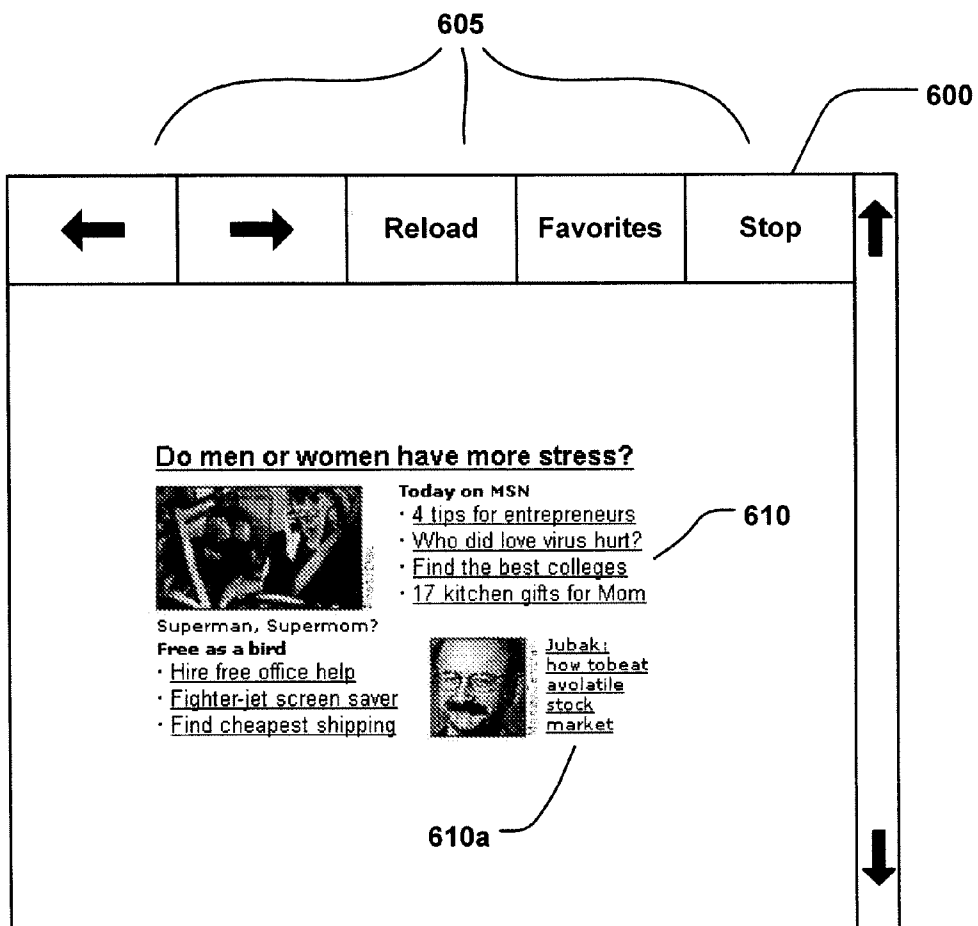 605
600
Reload
Favorites
Stop
Do men or women have more stress?
Today on MSN
· 4 tips for entrepreneurs
· Who did love virus hurt?
· Find the best colleges
· 17 kitchen gifts for Mom
610
Superman, Supermom?
Free as a bird
· Hire free office help
· Fighter-jet screen saver
· Find cheapest shipping
Jubak:
how tobeat
avolatile
stock
market
610a